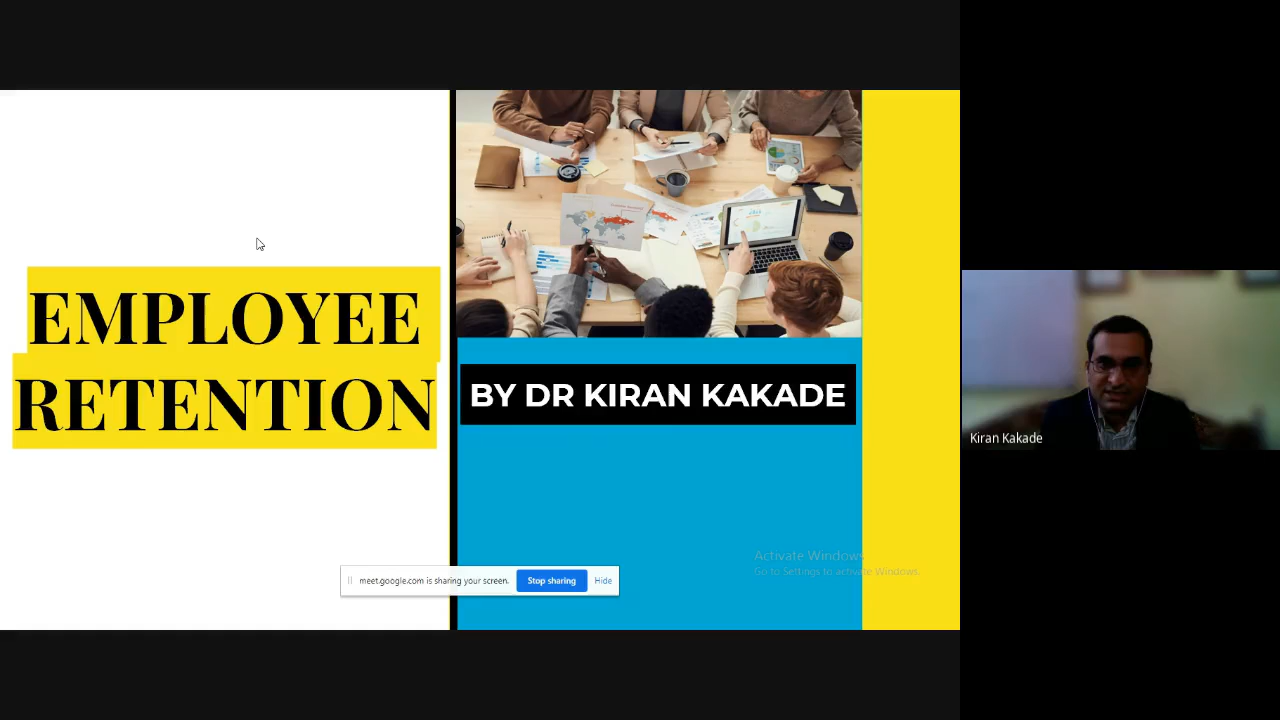 EMPLOYEE
RETENTION
BY DR KIRAN KAKADE
Kiran Kakade
Activate Windows
Go to Settings to activate Windows.
meet.google.com is sharing your screen.
Stop sharing
Hide